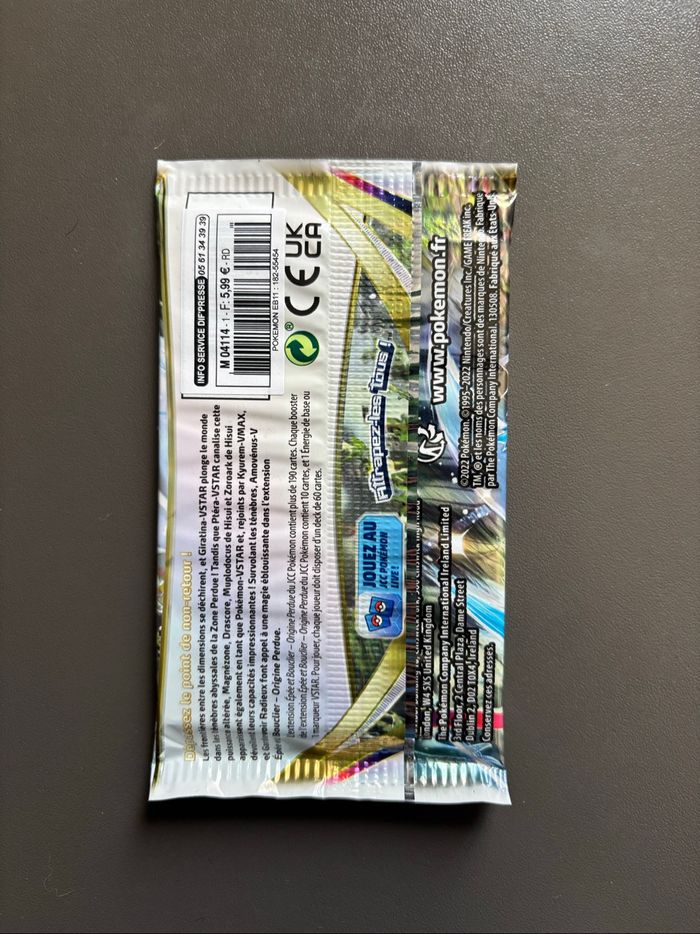 INFO SERVICE DIF'PRESSE 05 61 34 39 39
M 04114 - 1 - F: 5,99 € - RD
POKEMON EB11 : 182-55454
CE UK
CA
Dépassez le point de non-retour !
Les frontières entre les dimensions se déchirent, et Giratina-VSTAR plonge le monde
dans les ténèbres abyssales de la Zone Perdue ! Tandis que Ptéra-VSTAR canalise cette
puissance altérée, Magnézone, Drascore, Muplodocus de Hisui et Zoroark de Hisui
apparaissent également en tant que Pokémon-VSTAR et, rejoints par Kyurem-VMAX,
dévoilent leurs capacités impressionnantes ! Survolant les ténèbres, Amovénus-V
et Gardevoir Radieux font appel à une magie éblouissante dans l'extension
Épée et Bouclier – Origine Perdue.
L'extension Épée et Bouclier – Origine Perdue du JCC Pokémon contient plus de 190 cartes. Chaque booster
de l'extension Épée et Bouclier – Origine Perdue du JCC Pokémon contient 10 cartes, et 1 Énergie de base ou
1 marqueur VSTAR. Pour jouer, chaque joueur doit disposer d'un deck de 60 cartes.
JOUEZ AU
JCC POKÉMON
LIVE !
Attrapez-les Tous !
www.pokemon.fr
©2022 Pokémon. ©1995–2022 Nintendo/Creatures Inc./GAME FREAK inc.
TM, ® et les noms des personnages sont des marques de Nintendo. Fabriqué
par The Pokémon Company International. 130508. Fabriqué aux États-Unis.
London, W4 5XS United Kingdom
The Pokémon Company International Ireland Limited
3rd Floor, 2 Central Plaza, Dame Street
Dublin 2, D02 T0X4, Ireland
Conservez ces adresses.